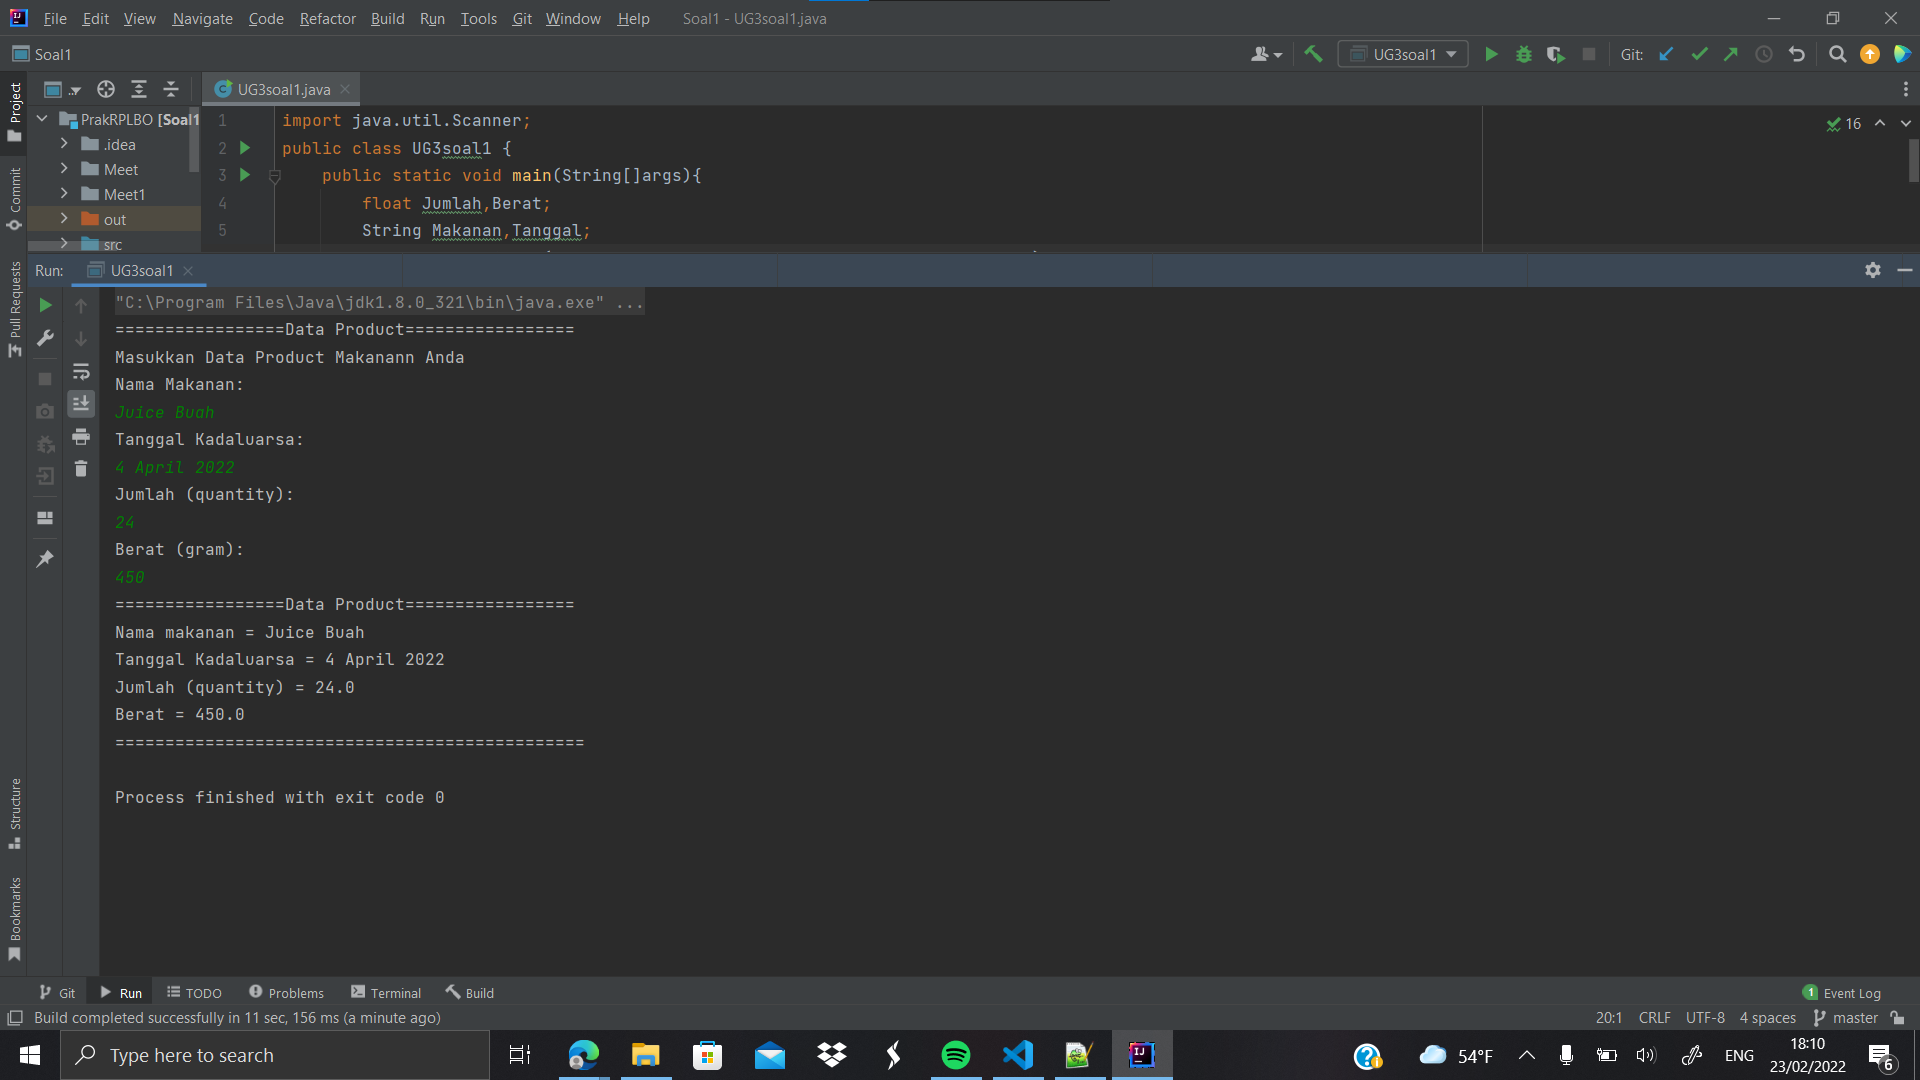 File Edit View Navigate Code Refactor Build Run Tools Git Window Help Soal1 - UG3soal1.java
Soal1 UG3soal1 Git:
Project
Commit
Pull Requests
Structure
Bookmarks
PrakRPLBO [Soal1
.idea
Meet
Meet1
out
src
UG3soal1.java
16
1 import java.util.Scanner;
2 public class UG3soal1 {
3 public static void main(String[]args){
4 float Jumlah,Berat;
5 String Makanan,Tanggal;
Run: UG3soal1
"C:\Program Files\Java\jdk1.8.0_321\bin\java.exe" ...
=================Data Product=================
Masukkan Data Product Makanann Anda
Nama Makanan:
Juice Buah
Tanggal Kadaluarsa:
4 April 2022
Jumlah (quantity):
24
Berat (gram):
450
=================Data Product=================
Nama makanan = Juice Buah
Tanggal Kadaluarsa = 4 April 2022
Jumlah (quantity) = 24.0
Berat = 450.0
===============================================
Process finished with exit code 0
Git Run TODO Problems Terminal Build 1 Event Log
Build completed successfully in 11 sec, 156 ms (a minute ago) 20:1 CRLF UTF-8 4 spaces master
Type here to search 54°F ENG 18:10
23/02/2022 6